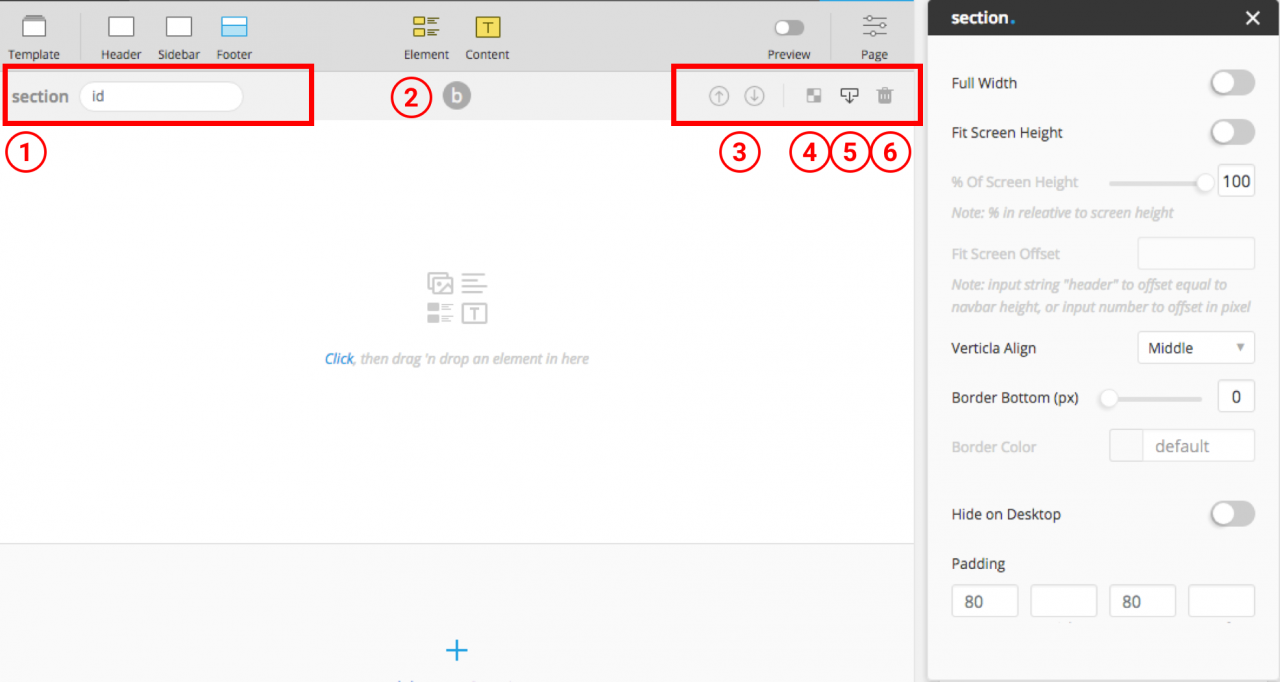 Template
Header
Sidebar
Footer
Element
T
Content
Preview
Page
section
id
2
b
1
3
4
5
6
T
Click, then drag 'n drop an element in here
section.
Full Width
Fit Screen Height
% Of Screen Height
100
Note: % in releative to screen height
Fit Screen Offset
Note: input string "header" to offset equal to
navbar height, or input number to offset in pixel
Verticla Align
Middle
Border Bottom (px)
0
Border Color
default
Hide on Desktop
Padding
80
80